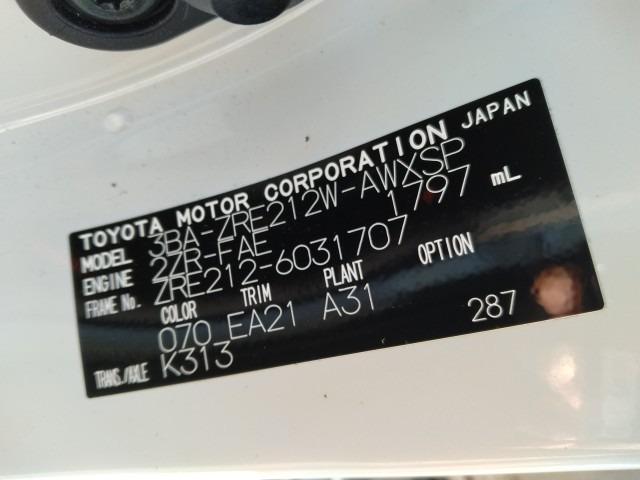 TOYOTA MOTOR CORPORATION JAPAN
MODEL 3BA-ZRE212W-AWXSP
ENGINE 2ZR-FAE 1797 mL
FRAME No. ZRE212-6031707
COLOR TRIM PLANT OPTION
070 EA21 A31
TRANS./AXLE K313 287